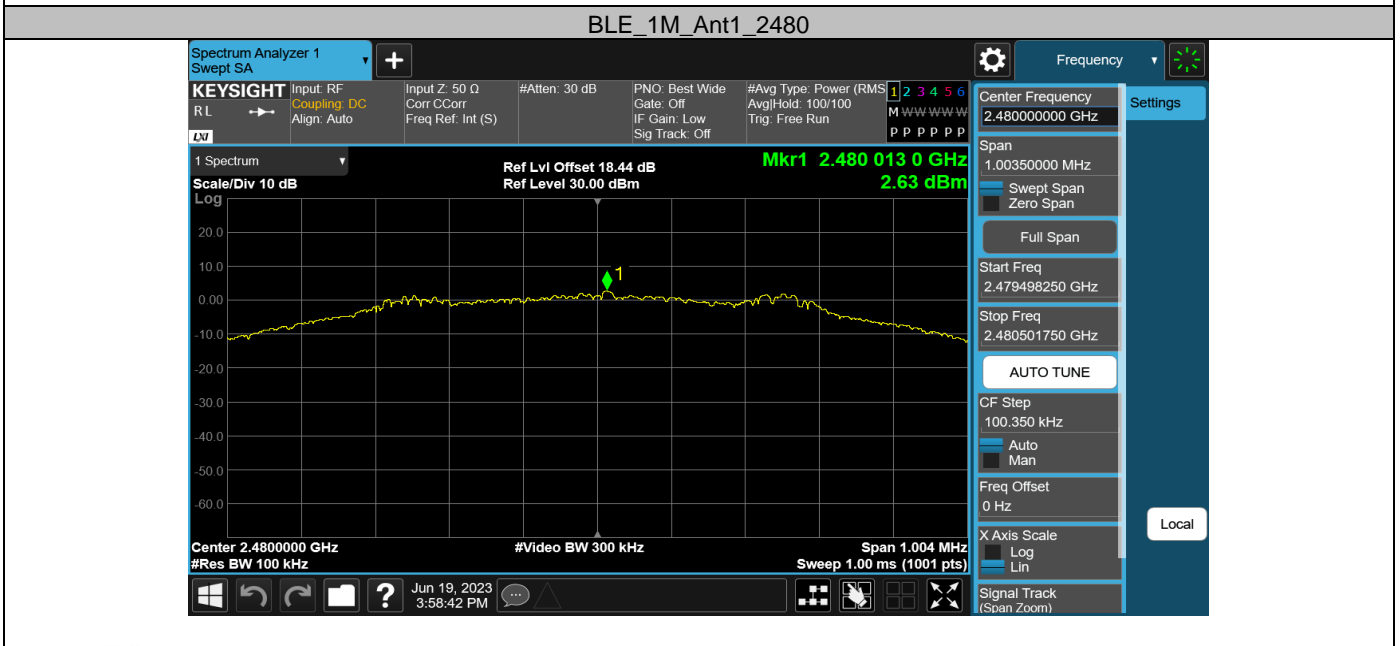 BLE_1M_Ant1_2480
Spectrum Analyzer 1
Swept SA
+
Frequency
KEYSIGHT
RL
LXI
Input: RF
Coupling: DC
Align: Auto
Input Z: 50 Ω
Corr CCorr
Freq Ref: Int (S)
#Atten: 30 dB
PNO: Best Wide
Gate: Off
IF Gain: Low
Sig Track: Off
#Avg Type: Power (RMS
Avg|Hold: 100/100
Trig: Free Run
1 2 3 4 5 6
M W W W W W
P P P P P P
1 Spectrum
Scale/Div 10 dB
Log
Ref Lvl Offset 18.44 dB
Ref Level 30.00 dBm
Mkr1 2.480 013 0 GHz
2.63 dBm
20.0
10.0
0.00
-10.0
-20.0
-30.0
-40.0
-50.0
-60.0
1
Center 2.4800000 GHz
#Res BW 100 kHz
#Video BW 300 kHz
Span 1.004 MHz
Sweep 1.00 ms (1001 pts)
?
Jun 19, 2023
3:58:42 PM
Center Frequency
2.480000000 GHz
Span
1.00350000 MHz
Swept Span
Zero Span
Full Span
Start Freq
2.479498250 GHz
Stop Freq
2.480501750 GHz
AUTO TUNE
CF Step
100.350 kHz
Auto
Man
Freq Offset
0 Hz
X Axis Scale
Log
Lin
Signal Track
(Span Zoom)
Settings
Local